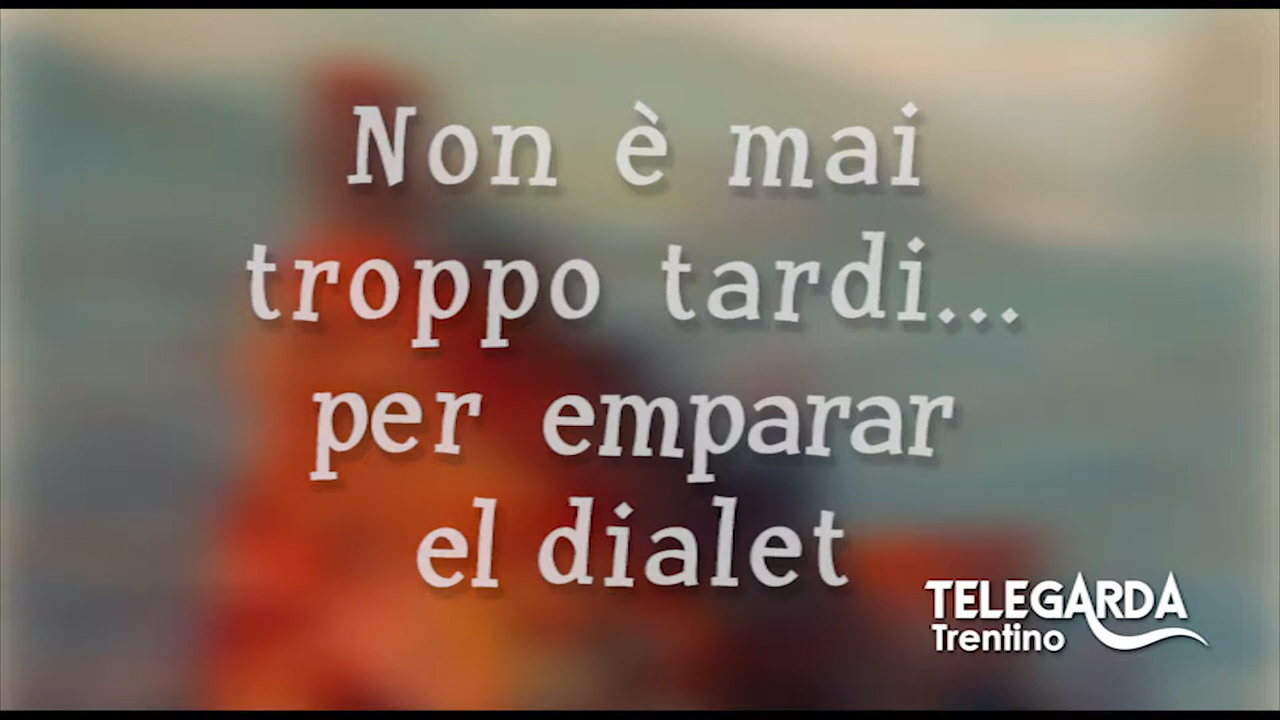 Non è mai
troppo tardi...
per emparar
el dialet
TELEGARDA
Trentino